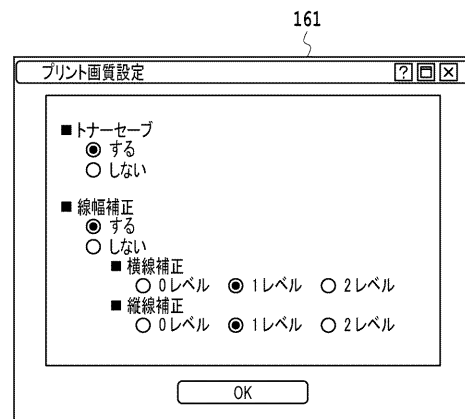 161
プリント画質設定 ?
■ トナーセーブ
する
しない
■ 線幅補正
する
しない
■ 横線補正
0レベル 1レベル 2レベル
■ 縦線補正
0レベル 1レベル 2レベル
OK